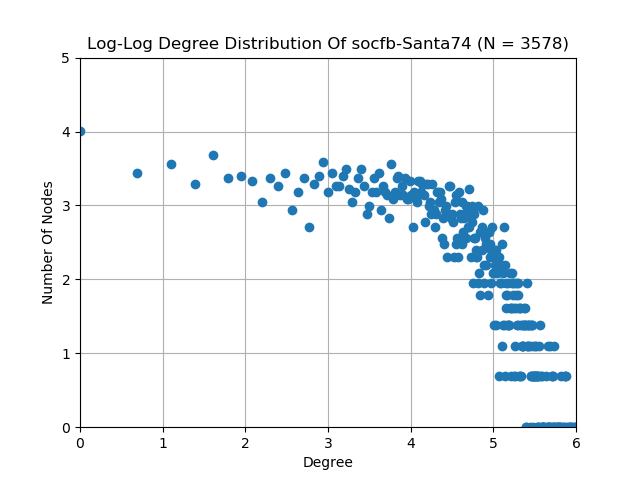 Log-Log Degree Distribution Of socfb-Santa74 (N = 3578)
5
4
3
2
1
0
Number Of Nodes
0 1 2 3 4 5 6
Degree